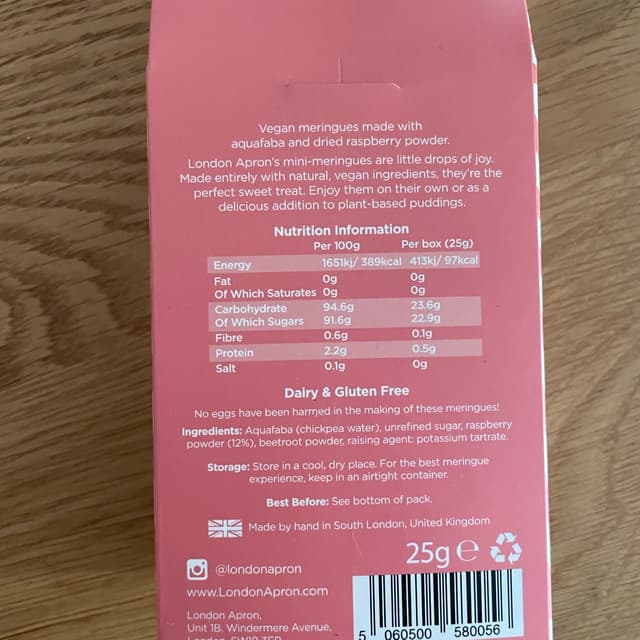 Vegan meringues made with
aquafaba and dried raspberry powder.
London Apron's mini-meringues are little drops of joy.
Made entirely with natural, vegan ingredients, they're the
perfect sweet treat. Enjoy them on their own or as a
delicious addition to plant-based puddings.
Nutrition Information
Per 100g Per box (25g)
Energy 1651kj/ 389kcal 413kj/ 97kcal
Fat 0g 0g
Of Which Saturates 0g 0g
Carbohydrate 94.6g 23.6g
Of Which Sugars 91.6g 22.9g
Fibre 0.6g 0.1g
Protein 2.2g 0.5g
Salt 0.1g 0g
Dairy & Gluten Free
No eggs have been harmed in the making of these meringues!
Ingredients: Aquafaba (chickpea water), unrefined sugar, raspberry
powder (12%), beetroot powder, raising agent: potassium tartrate.
Storage: Store in a cool, dry place. For the best meringue
experience, keep in an airtight container.
Best Before: See bottom of pack.
Made by hand in South London, United Kingdom
25g e
@londonapron
www.LondonApron.com
London Apron,
Unit 1B, Windermere Avenue,
5 060500 580056